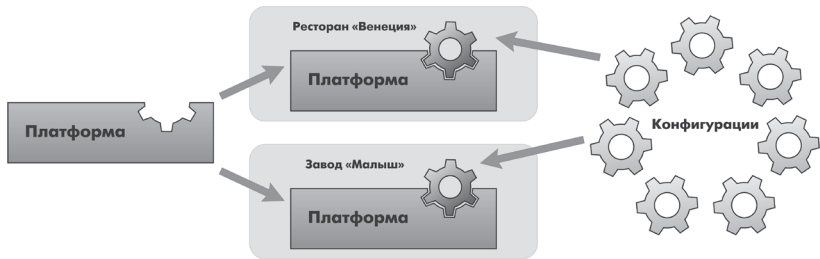 Ресторан «Венеция»
Платформа
Платформа
Конфигурации
Завод «Малыш»
Платформа